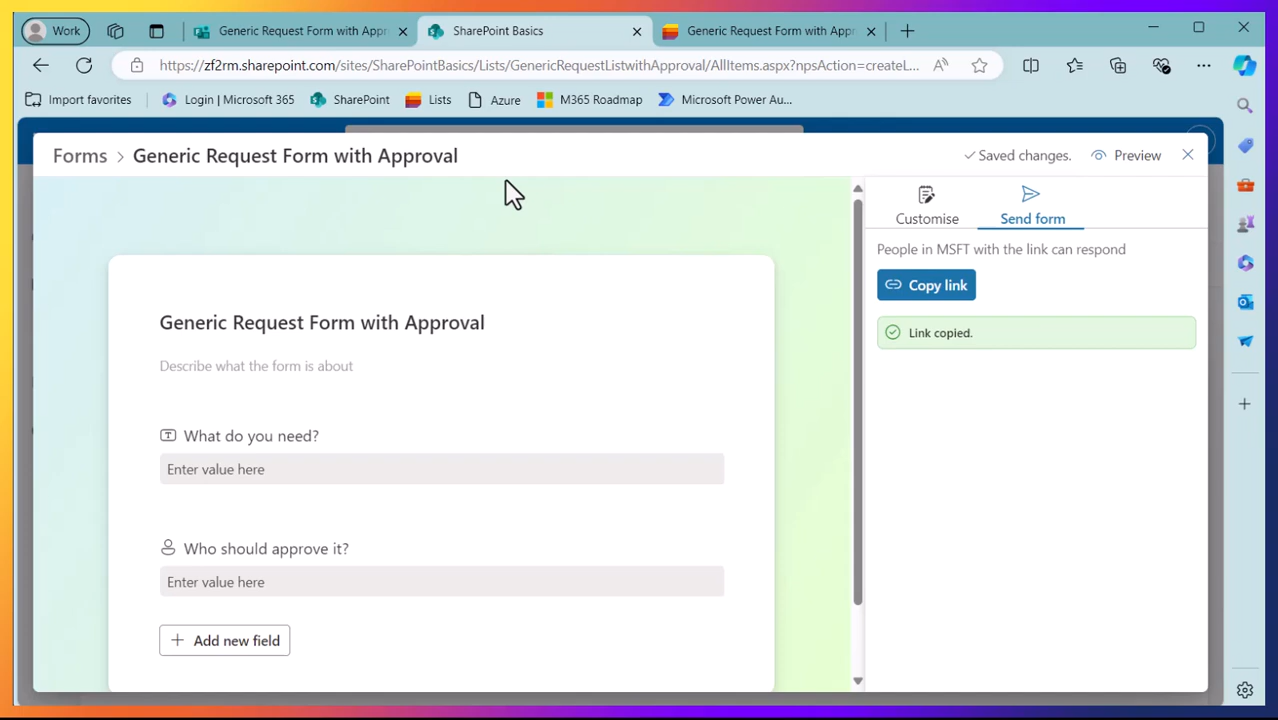 Work
Generic Request Form with Appr
SharePoint Basics
Generic Request Form with Appr
https://zf2rm.sharepoint.com/sites/SharePointBasics/Lists/GenericRequestListwithApproval/AllItems.aspx?npsAction=createL...
Import favorites
Login | Microsoft 365
SharePoint
Lists
Azure
M365 Roadmap
Microsoft Power Au...
Forms > Generic Request Form with Approval
Saved changes.
Preview
Customise
Send form
People in MSFT with the link can respond
Copy link
Link copied.
Generic Request Form with Approval
Describe what the form is about
What do you need?
Enter value here
Who should approve it?
Enter value here
Add new field